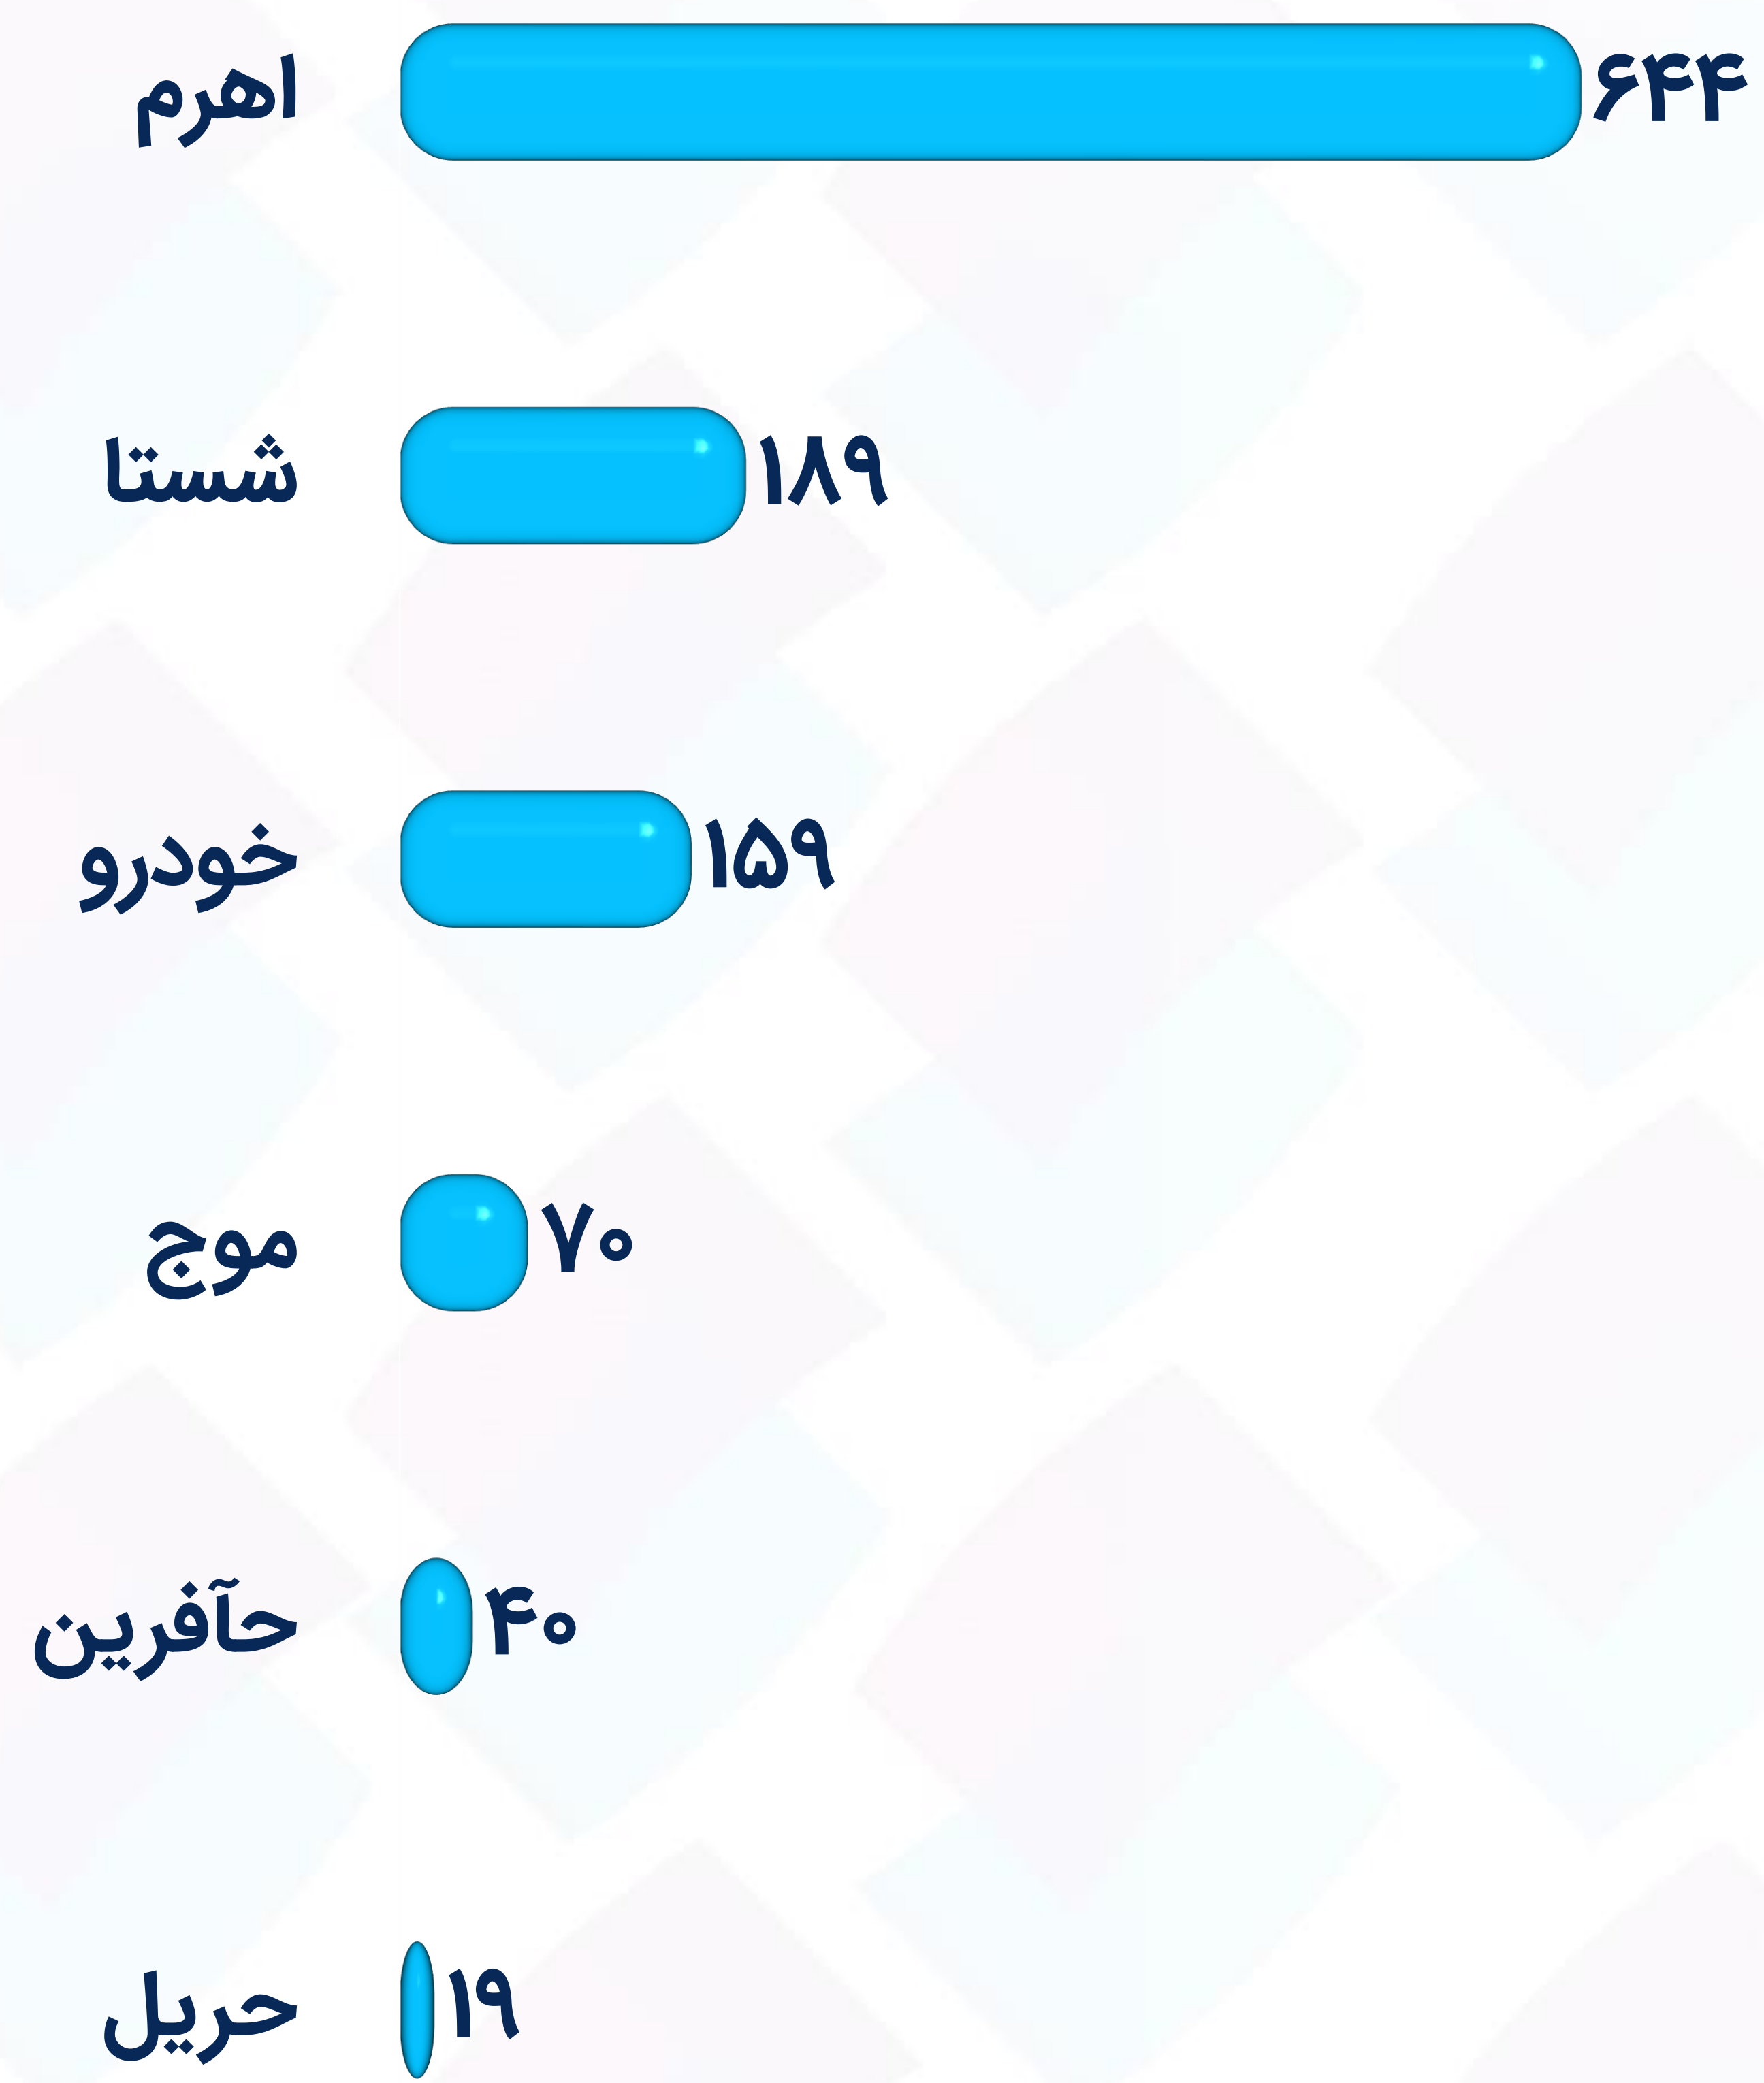 اهرم ۶۴۴
شستا ۱۸۹
خودرو ۱۵۹
موج ۷۰
حآفرین ۴۰
حریل ۱۹